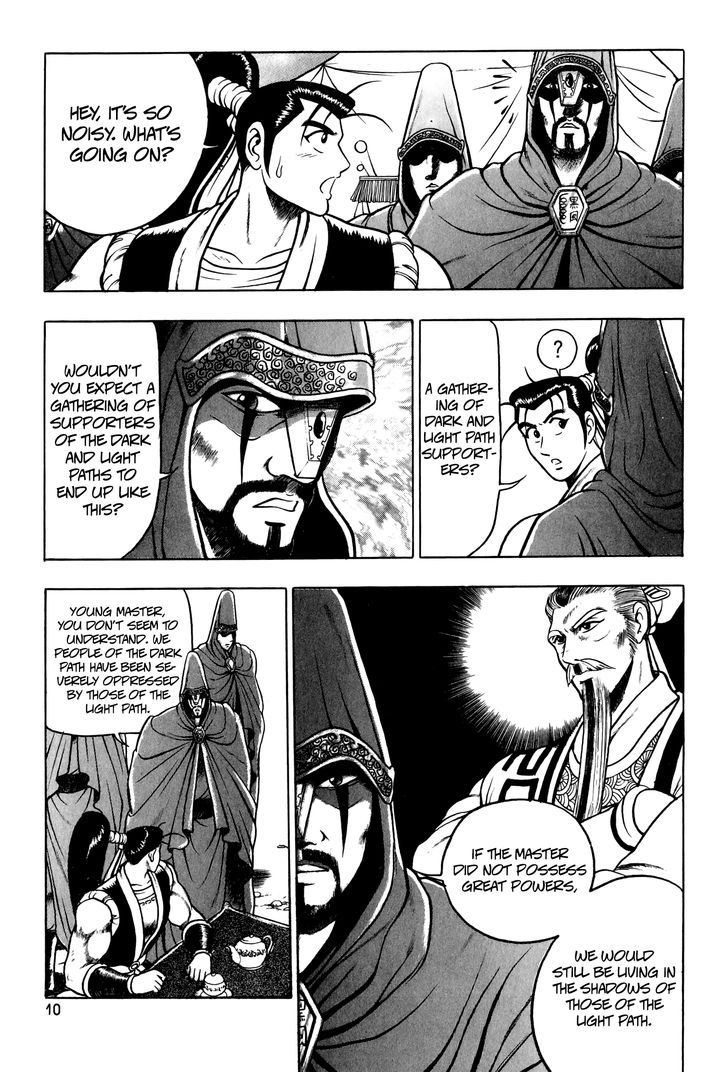 HEY, IT'S SO
NOISY. WHAT'S
GOING ON?
WOULDN'T
YOU EXPECT A
GATHERING OF
SUPPORTERS
OF THE DARK
AND LIGHT
PATHS TO
END UP LIKE
THIS?
?
A GATHER-
ING OF
DARK AND
LIGHT PATH
SUPPORT-
ERS?
YOUNG MASTER,
YOU DON'T SEEM TO
UNDERSTAND. WE
PEOPLE OF THE DARK
PATH HAVE BEEN SE-
VERELY OPPRESSED
BY THOSE OF THE
LIGHT PATH.
IF THE MASTER
DID NOT POSSESS
GREAT POWERS,
WE WOULD
STILL BE LIVING IN
THE SHADOWS OF
THOSE OF THE
LIGHT PATH.
10